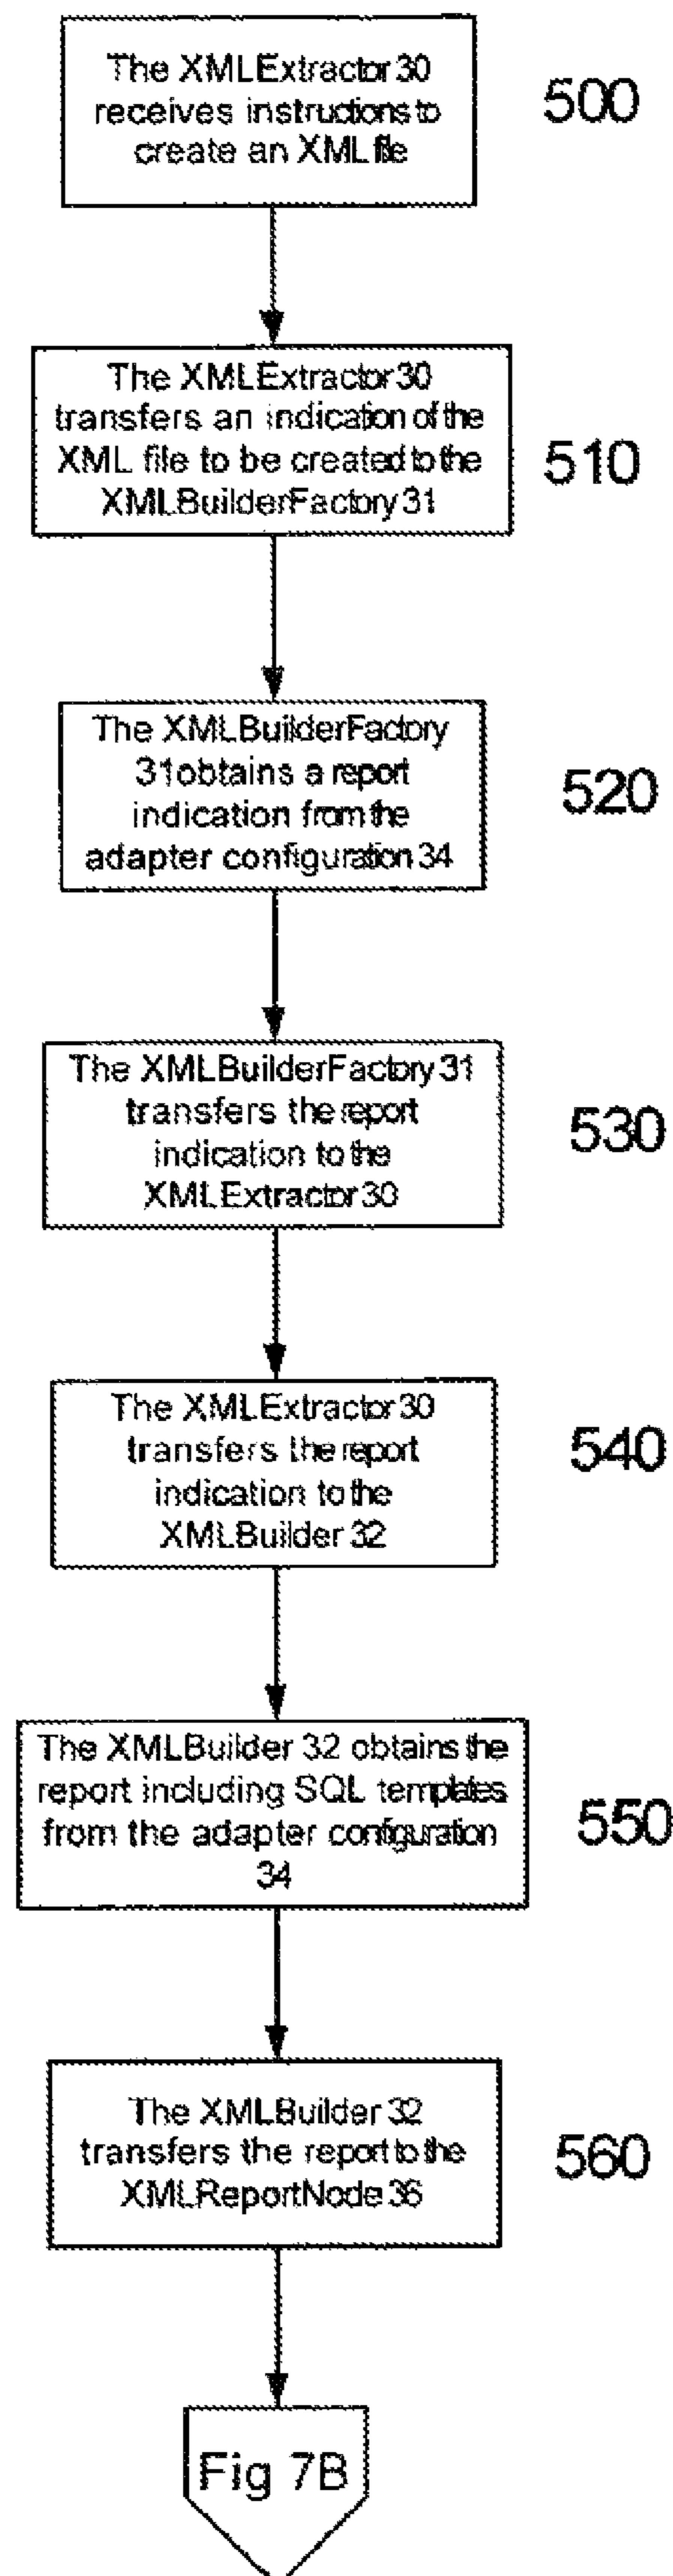 The XMLExtractor 30
receives instructions to
create an XML file
500
The XMLExtractor 30
transfers an indication of the
XML file to be created to the
XMLBuilderFactory 31
510
The XMLBuilderFactory
31 obtains a report
indication from the
adapter configuration 34
520
The XMLBuilderFactory 31
transfers the report
indication to the
XMLExtractor 30
530
The XMLExtractor 30
transfers the report
indication to the
XMLBuilder 32
540
The XMLBuilder 32 obtains the
report including SQL templates
from the adapter configuration
34
550
The XMLBuilder 32
transfers the report to the
XMLReportNode 36
560
Fig 7B